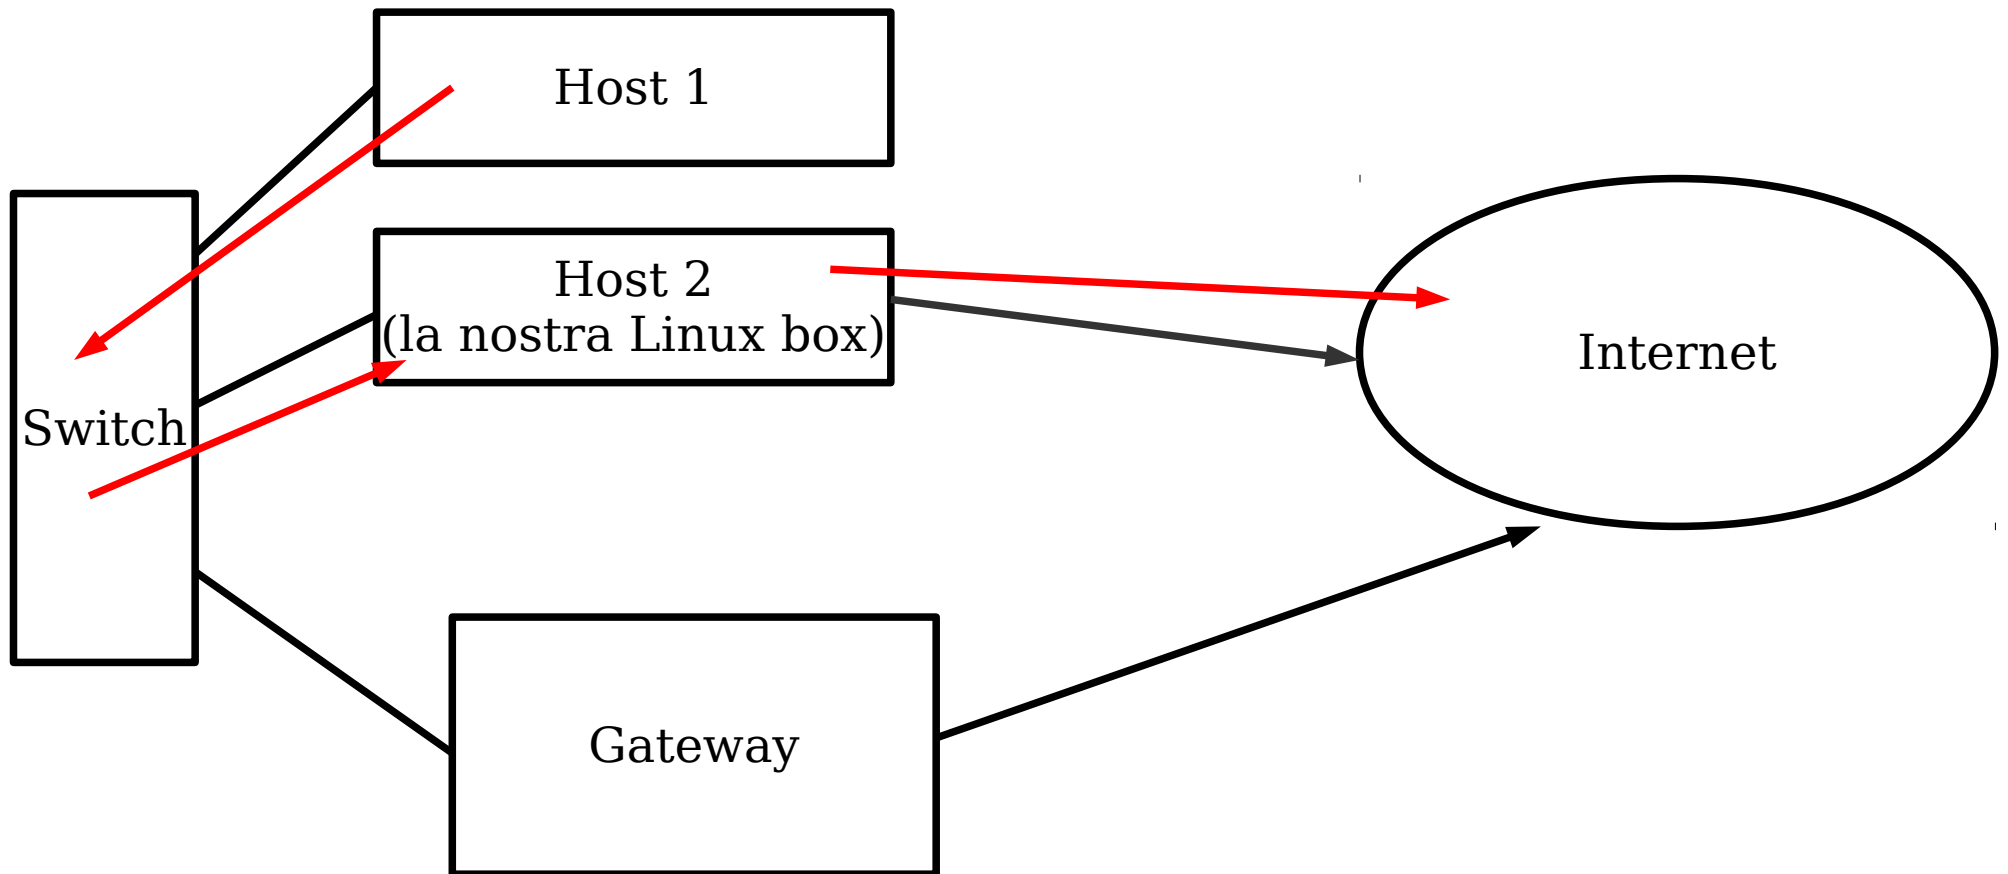 Host 1
Host 2
(la nostra Linux box)
Internet
Switch
Gateway